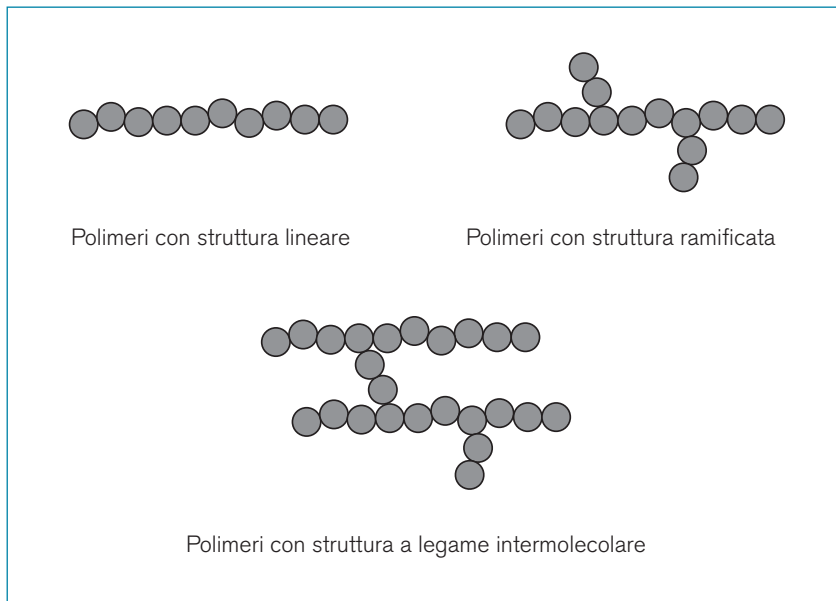 Polimeri con struttura lineare
Polimeri con struttura ramificata
Polimeri con struttura a legame intermolecolare